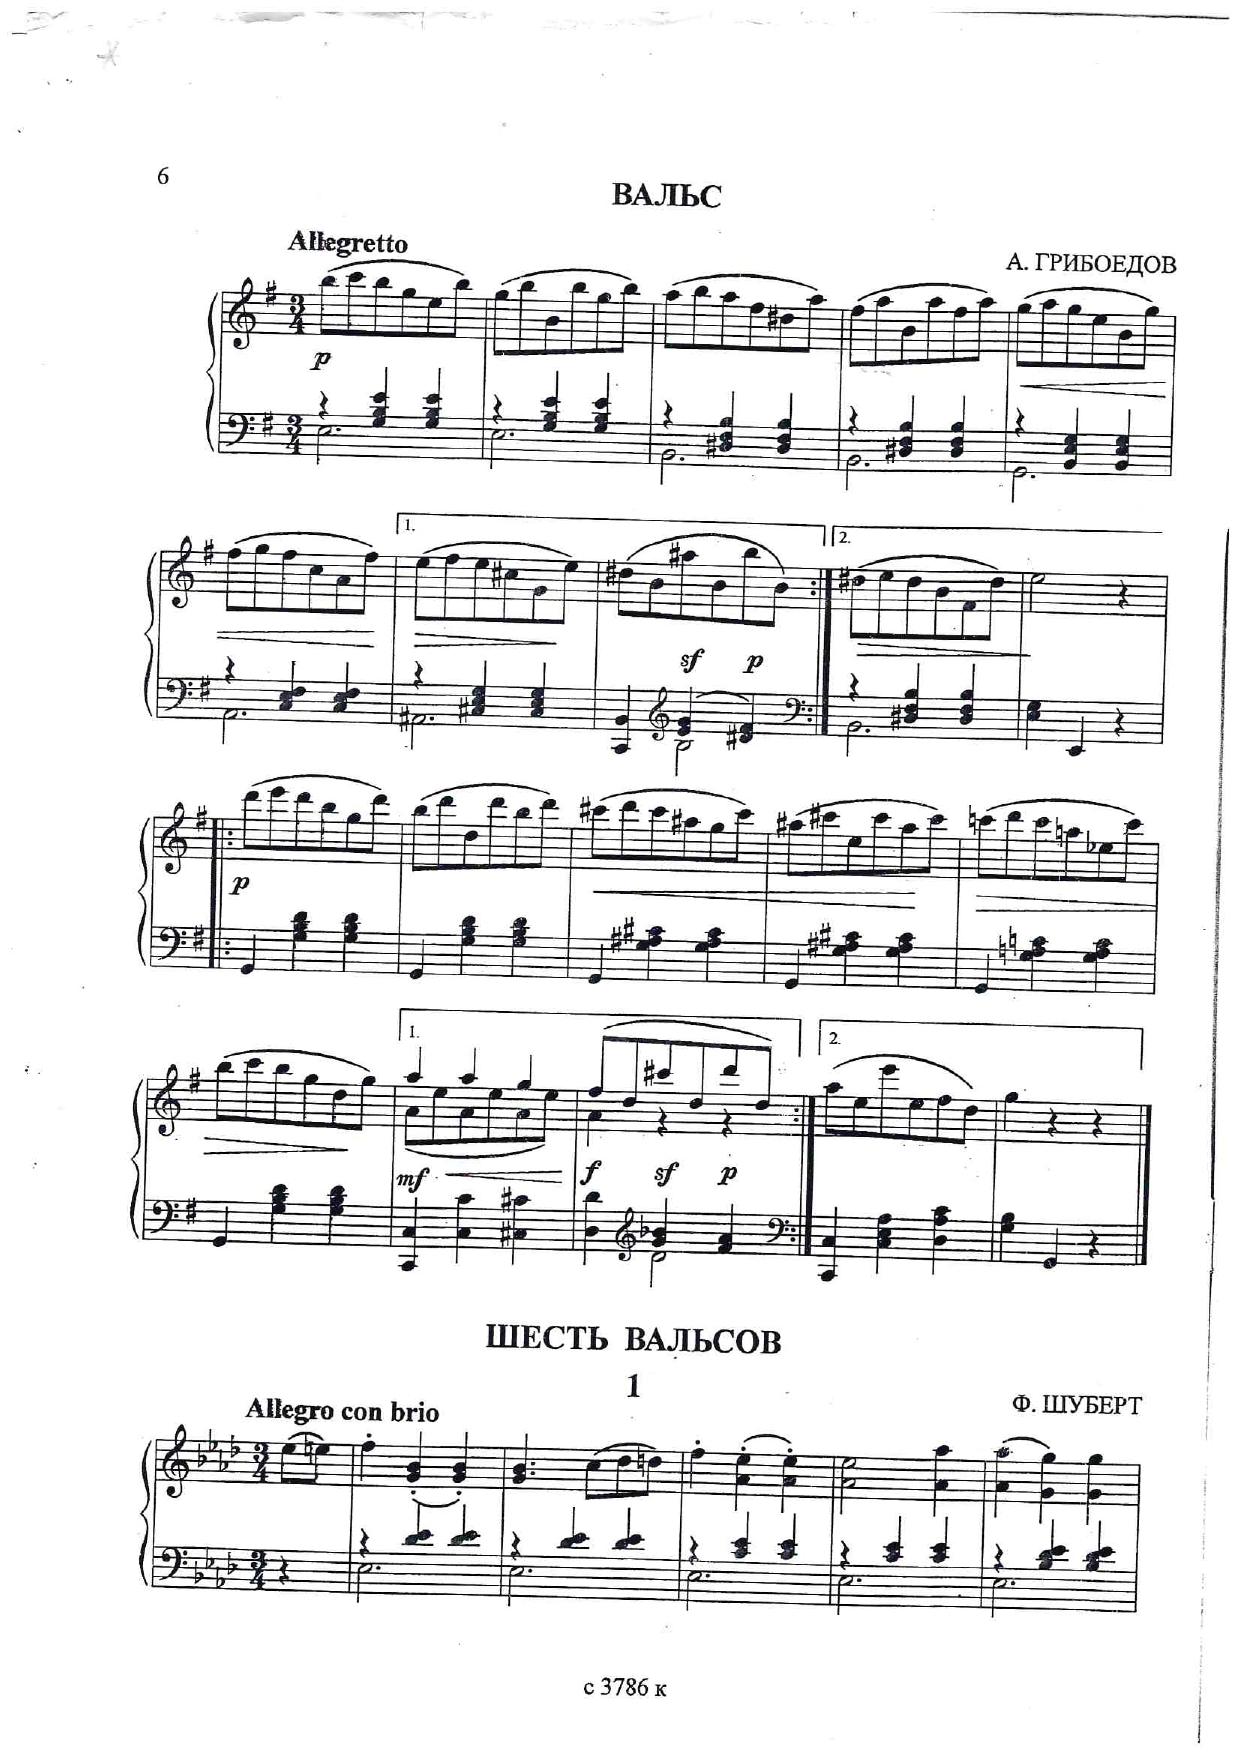 6
ВАЛЬС
Allegretto
А. ГРИБОЕДОВ
p
1.
2.
sf p
p
1.
2.
mf f sf p
ШЕСТЬ ВАЛЬСОВ
1
Allegro con brio
Ф. ШУБЕРТ
с 3786 к